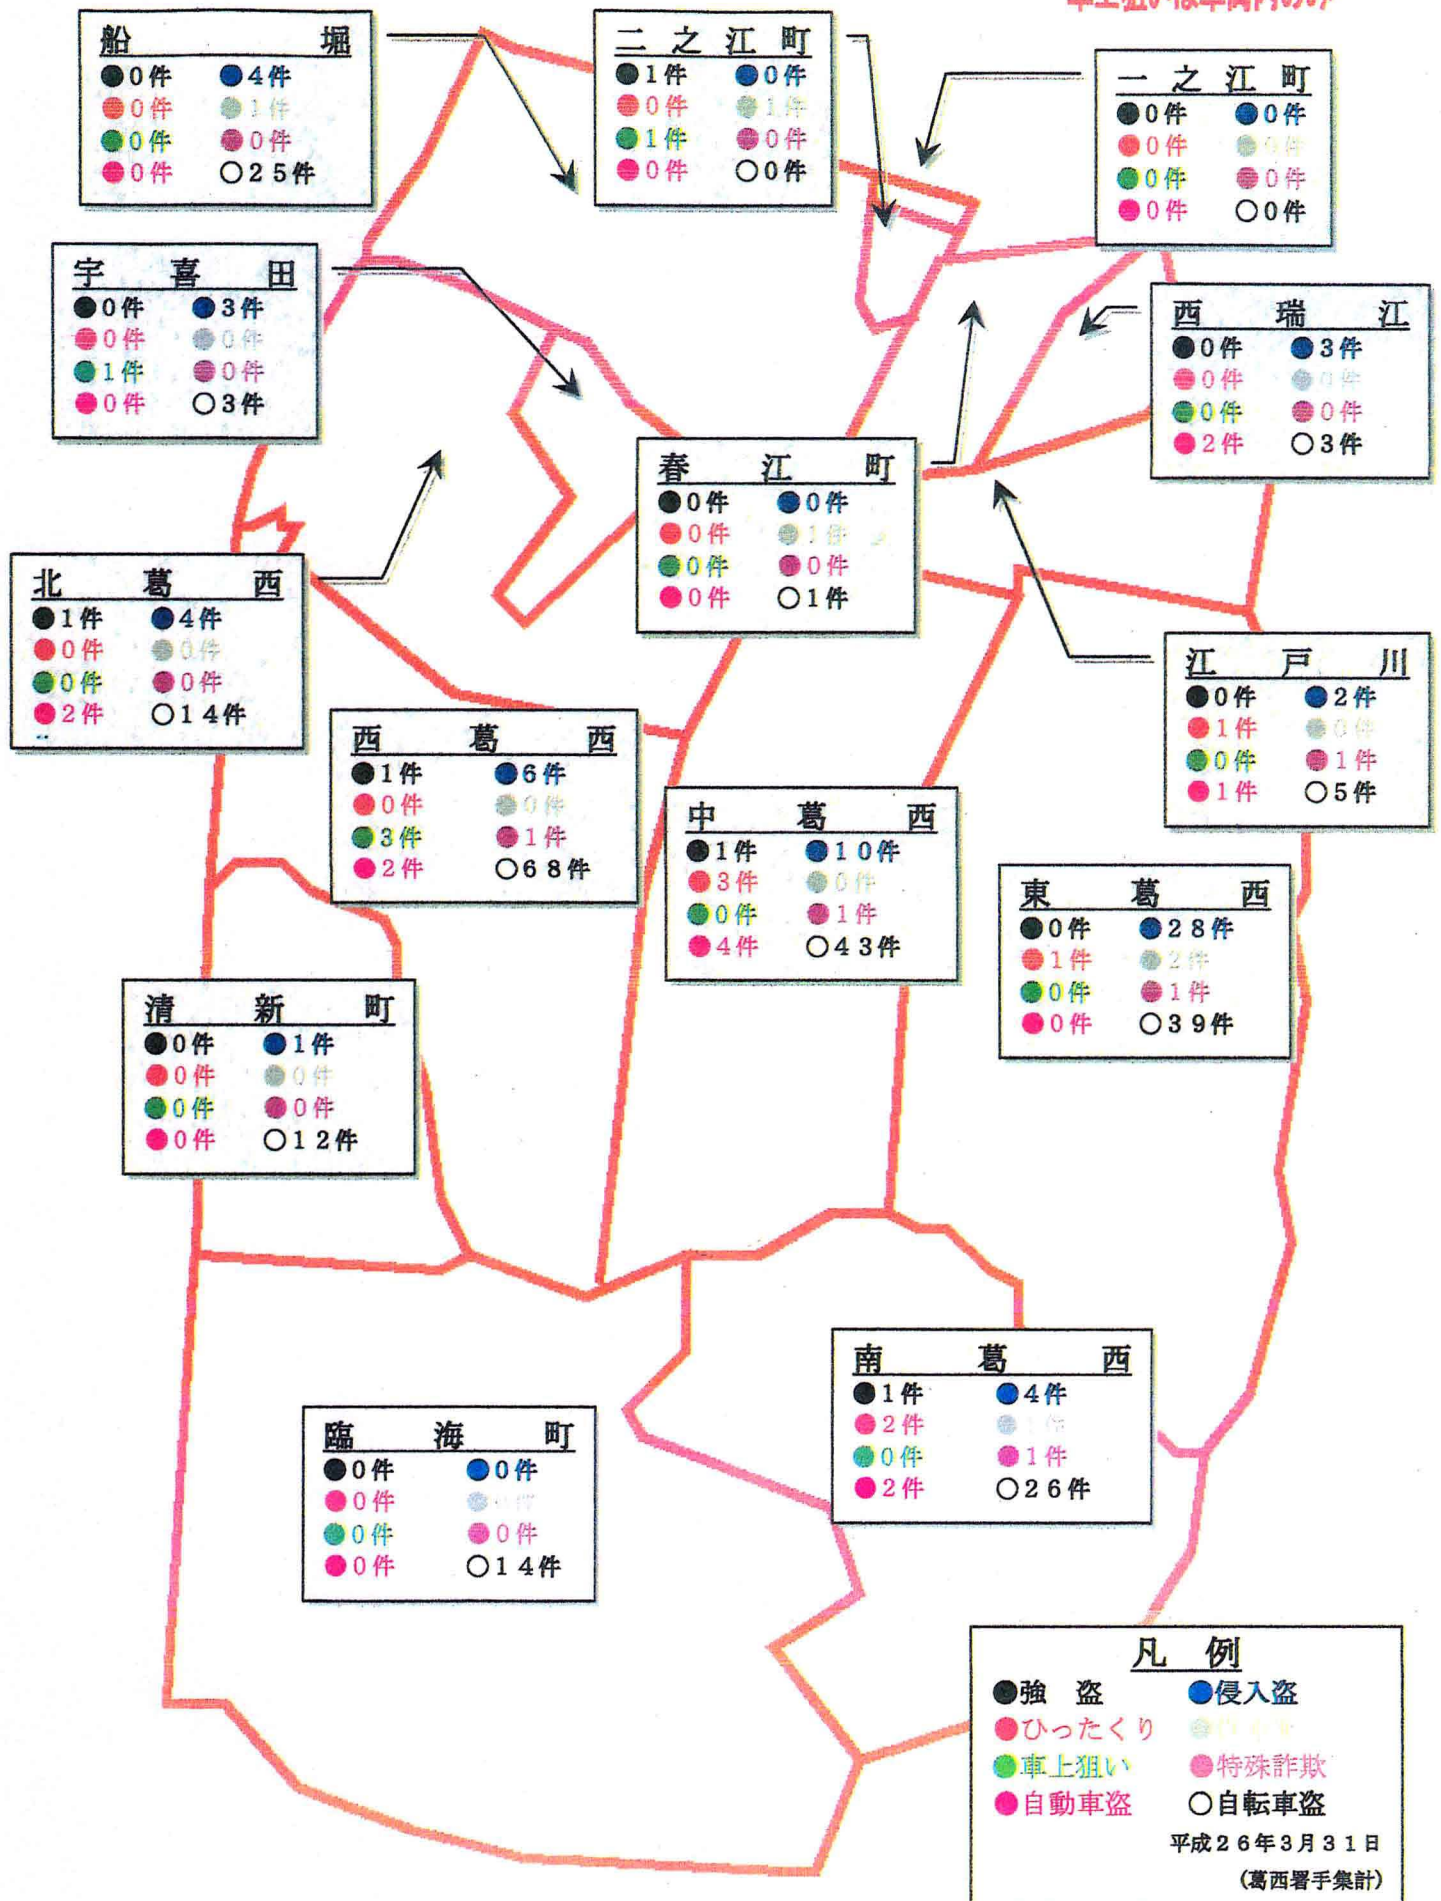 船堀
●0件 ●4件
●0件 ●1件
●0件 ●0件
●0件 ○25件
二之江町
●1件 ●0件
●0件 ●1件
●1件 ●0件
●0件 ○0件
一之江町
●0件 ●0件
●0件 ●0件
●0件 ●0件
●0件 ○0件
宇喜田
●0件 ●3件
●0件 ●0件
●1件 ●0件
●0件 ○3件
西瑞江
●0件 ●3件
●0件 ●0件
●0件 ●0件
●2件 ○3件
春江町
●0件 ●0件
●0件 ●1件
●0件 ●0件
●0件 ○1件
北葛西
●1件 ●4件
●0件 ●0件
●0件 ●0件
●2件 ○14件
江戸川
●0件 ●2件
●1件 ●0件
●0件 ●1件
●1件 ○5件
西葛西
●1件 ●6件
●0件 ●0件
●3件 ●1件
●2件 ○68件
中葛西
●1件 ●10件
●3件 ●0件
●0件 ●1件
●4件 ○43件
東葛西
●0件 ●28件
●1件 ●2件
●0件 ●1件
●0件 ○39件
清新町
●0件 ●1件
●0件 ●0件
●0件 ●0件
●0件 ○12件
南葛西
●1件 ●4件
●2件 ●1件
●0件 ●1件
●2件 ○26件
臨海町
●0件 ●0件
●0件 ●0件
●0件 ●0件
●0件 ○14件
凡例
●強盗 ●侵入盗
●ひったくり
●車上狙い ●特殊詐欺
●自動車盗 ○自転車盗
平成26年3月31日
(葛西署手集計)